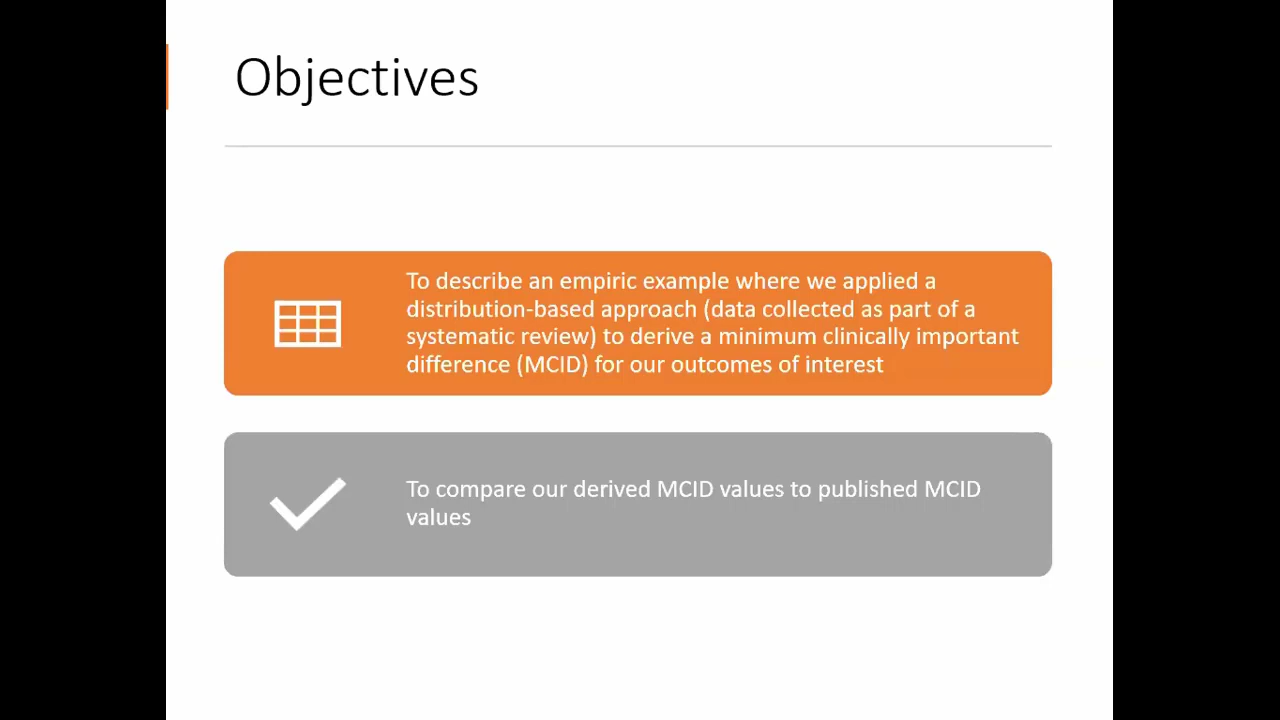 Objectives
To describe an empiric example where we applied a
distribution-based approach (data collected as part of a
systematic review) to derive a minimum clinically important
difference (MCID) for our outcomes of interest
To compare our derived MCID values to published MCID
values